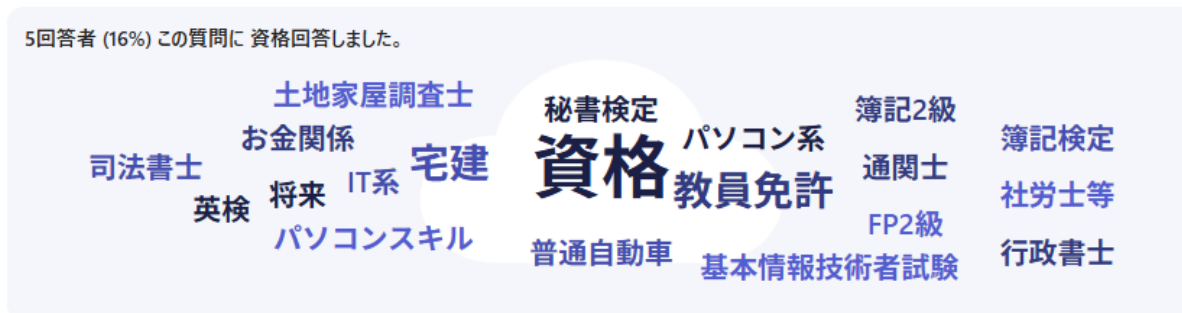 5回答者 (16%) この質問に 資格回答しました。
土地家屋調査士
秘書検定
簿記2級
お金関係
パソコン系
簿記検定
司法書士
IT系
宅建
資格
通関士
英検
将来
教員免許
社労士等
パソコンスキル
普通自動車
FP2級
基本情報技術者試験
行政書士